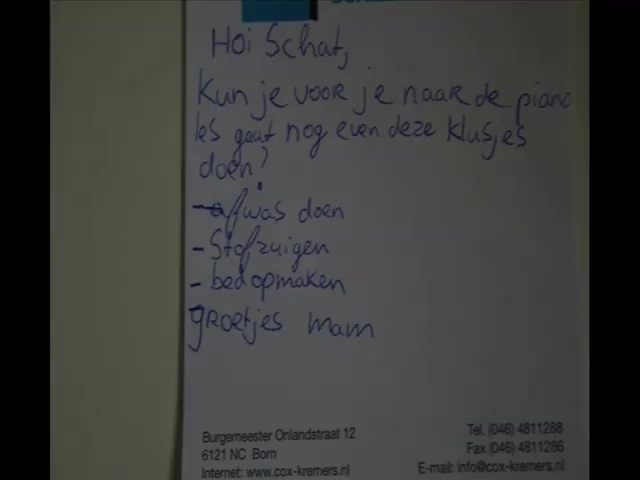 Hoi Schat,
Kun je voor je naar de piano
les gaat nog even deze klusjes
doen?
- afwas doen
- Stofzuigen
- bed opmaken
groetjes mam
Burgemeester Onlandstraat 12
6121 NC Born
Internet: www.cox-kremers.nl
Tel. (046) 4811288
Fax (046) 4811286
E-mail: info@cox-kremers.nl